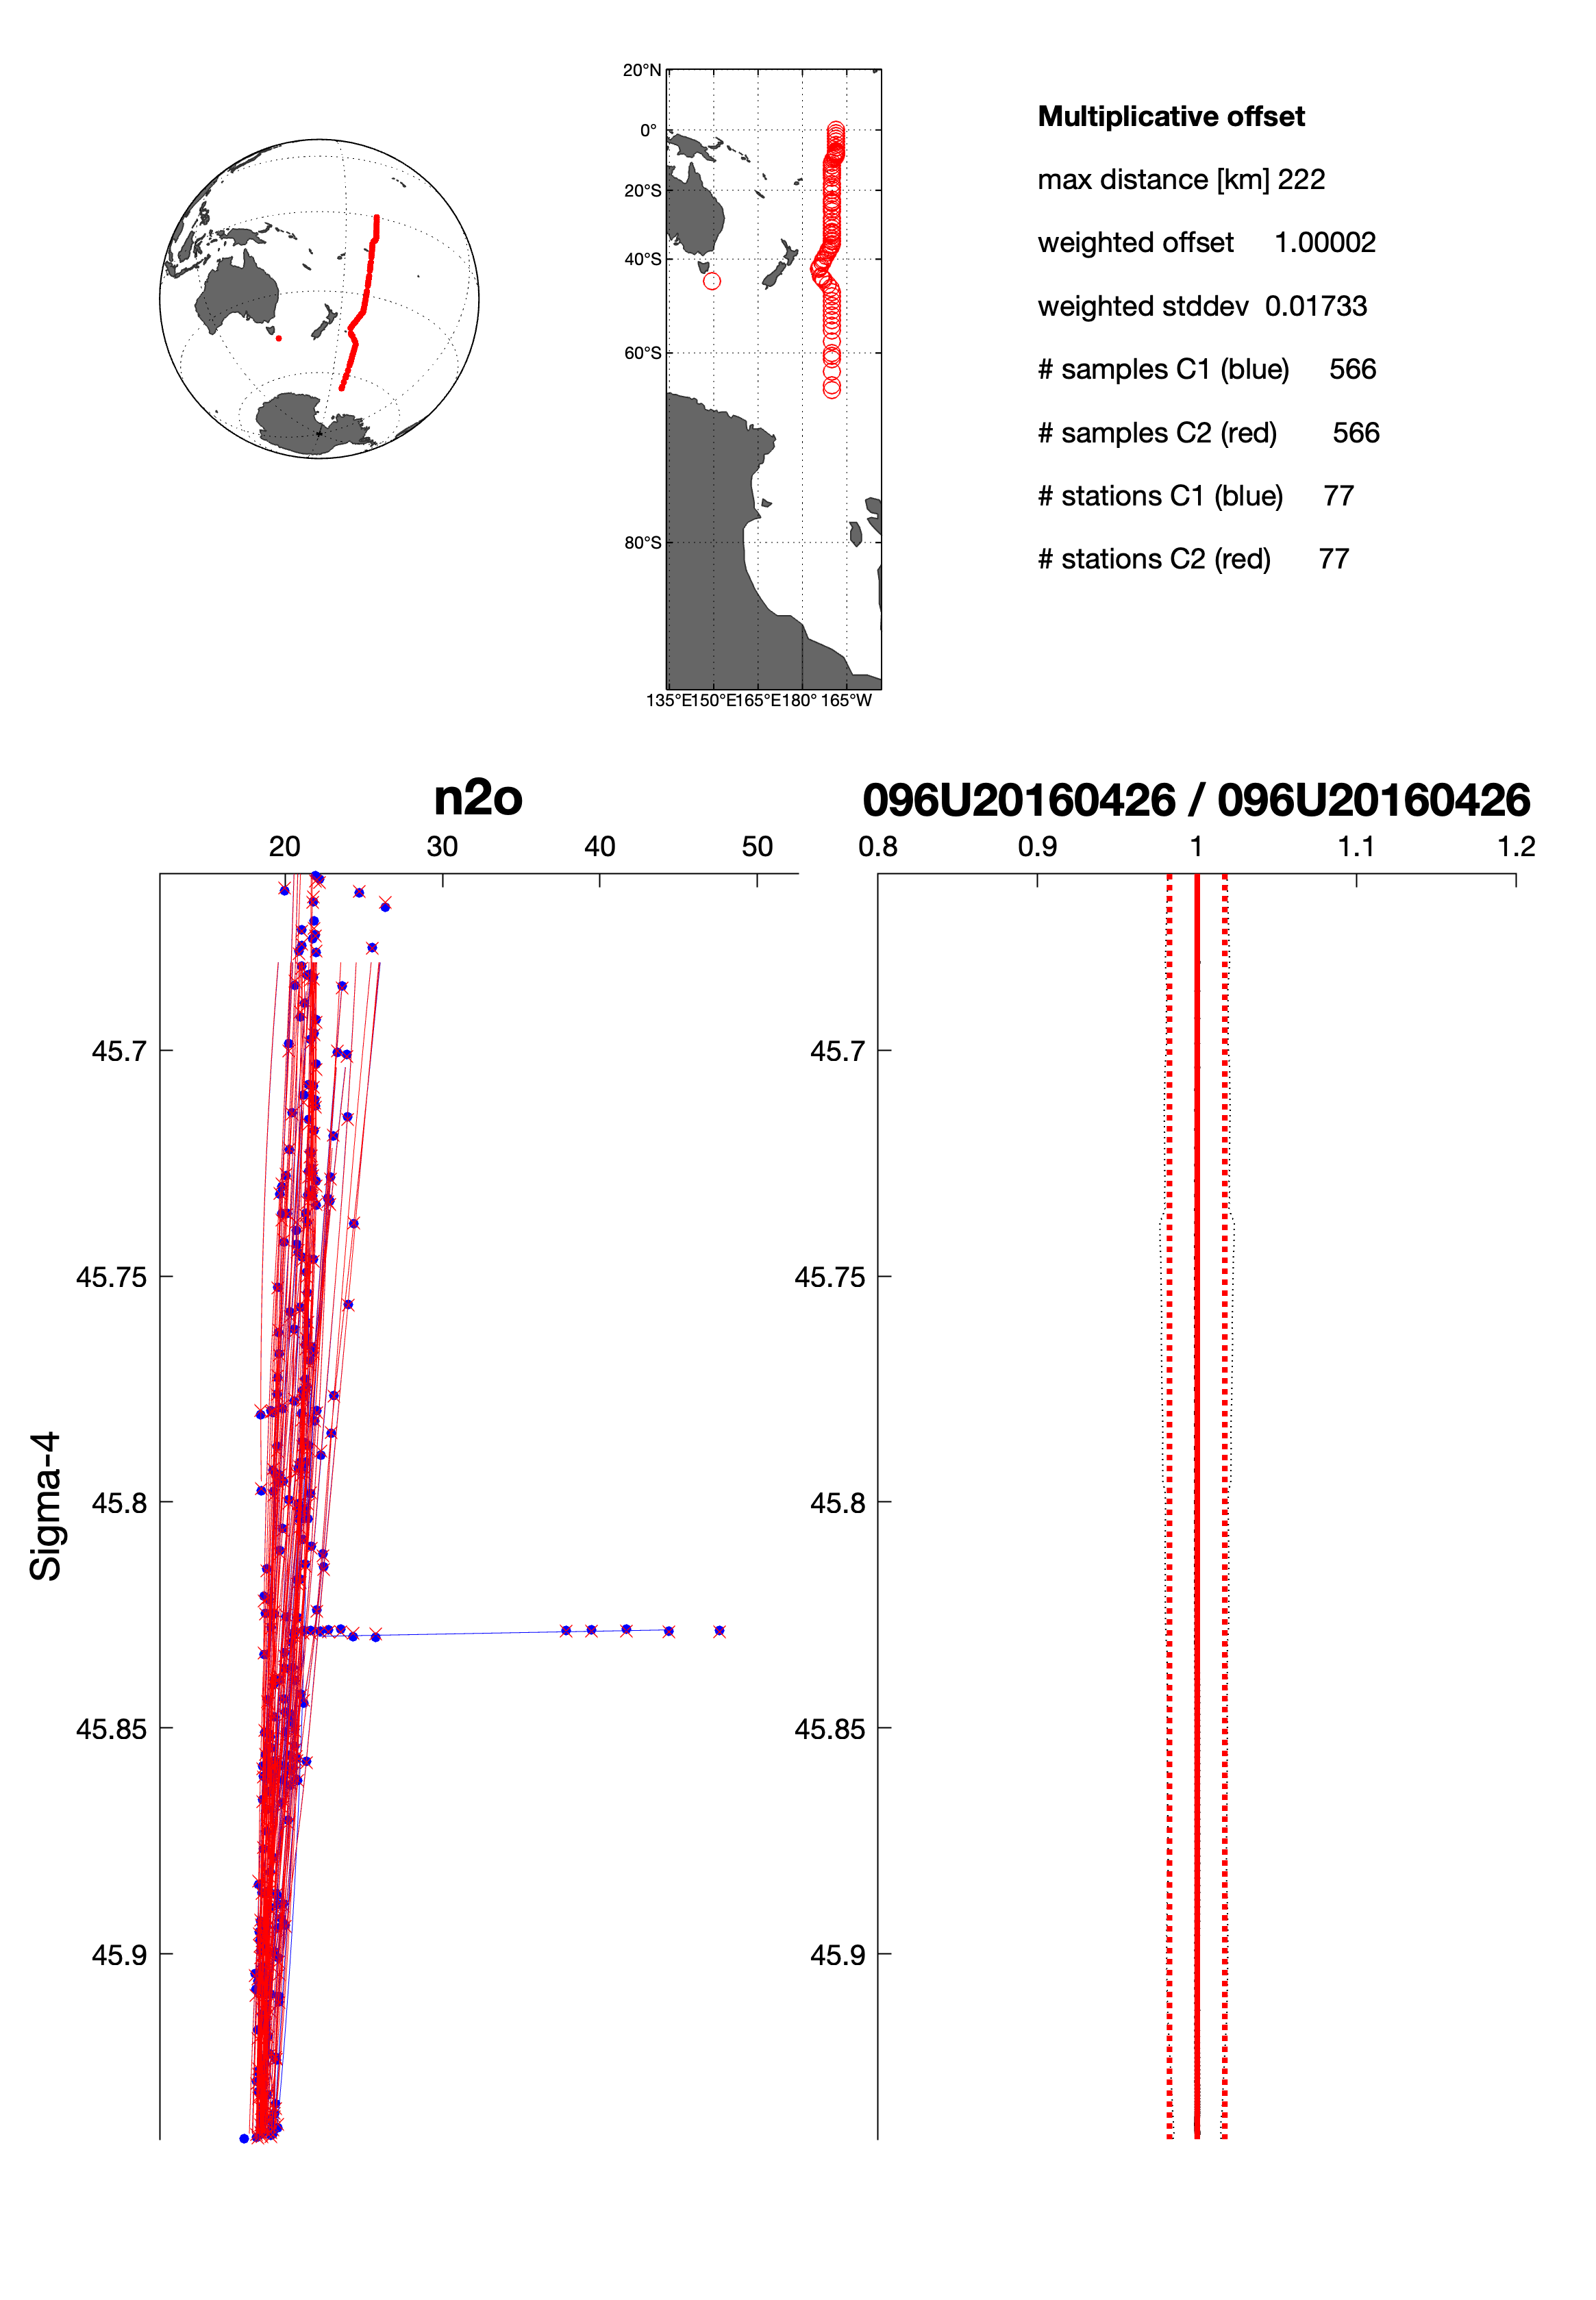 20°N
0°
20°S
40°S
60°S
80°S
135°E150°E165°E180° 165°W
Multiplicative offset
max distance [km] 222
weighted offset 1.00002
weighted stddev 0.01733
# samples C1 (blue) 566
# samples C2 (red) 566
# stations C1 (blue) 77
# stations C2 (red) 77
n2o
20 30 40 50
45.7
45.75
45.8
45.85
45.9
Sigma-4
096U20160426 / 096U20160426
0.8 0.9 1 1.1 1.2
45.7
45.75
45.8
45.85
45.9